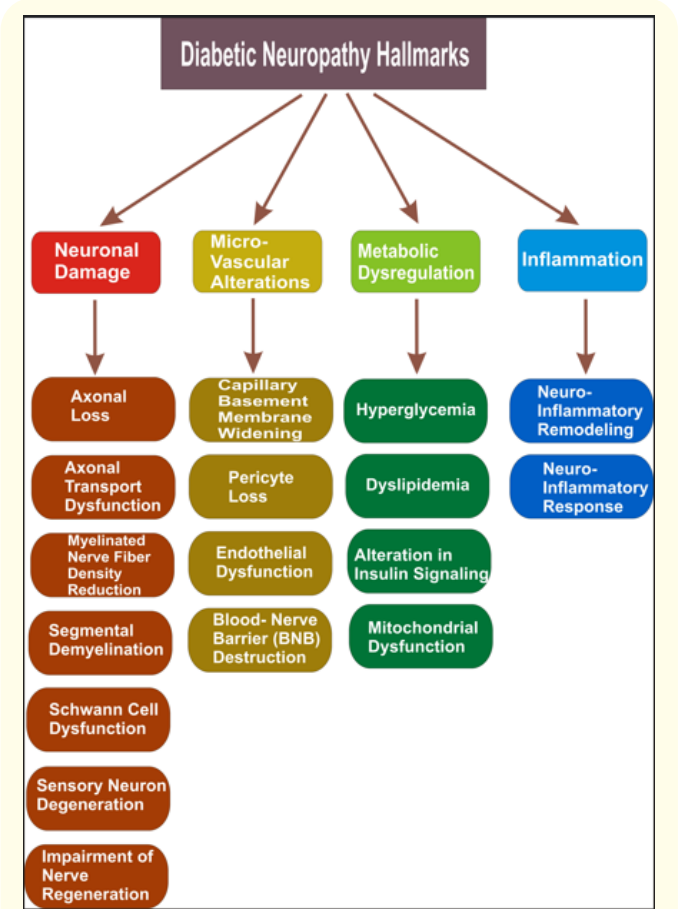 Diabetic Neuropathy Hallmarks
Neuronal
Damage
Micro-
Vascular
Alterations
Metabolic
Dysregulation
Inflammation
Axonal
Loss
Axonal
Transport
Dysfunction
Myelinated
Nerve Fiber
Density
Reduction
Segmental
Demyelination
Schwann Cell
Dysfunction
Sensory Neuron
Degeneration
Impairment of
Nerve
Regeneration
Capillary
Basement
Membrane
Widening
Pericyte
Loss
Endothelial
Dysfunction
Blood- Nerve
Barrier (BNB)
Destruction
Hyperglycemia
Dyslipidemia
Alteration in
Insulin Signaling
Mitochondrial
Dysfunction
Neuro-
Inflammatory
Remodeling
Neuro-
Inflammatory
Response